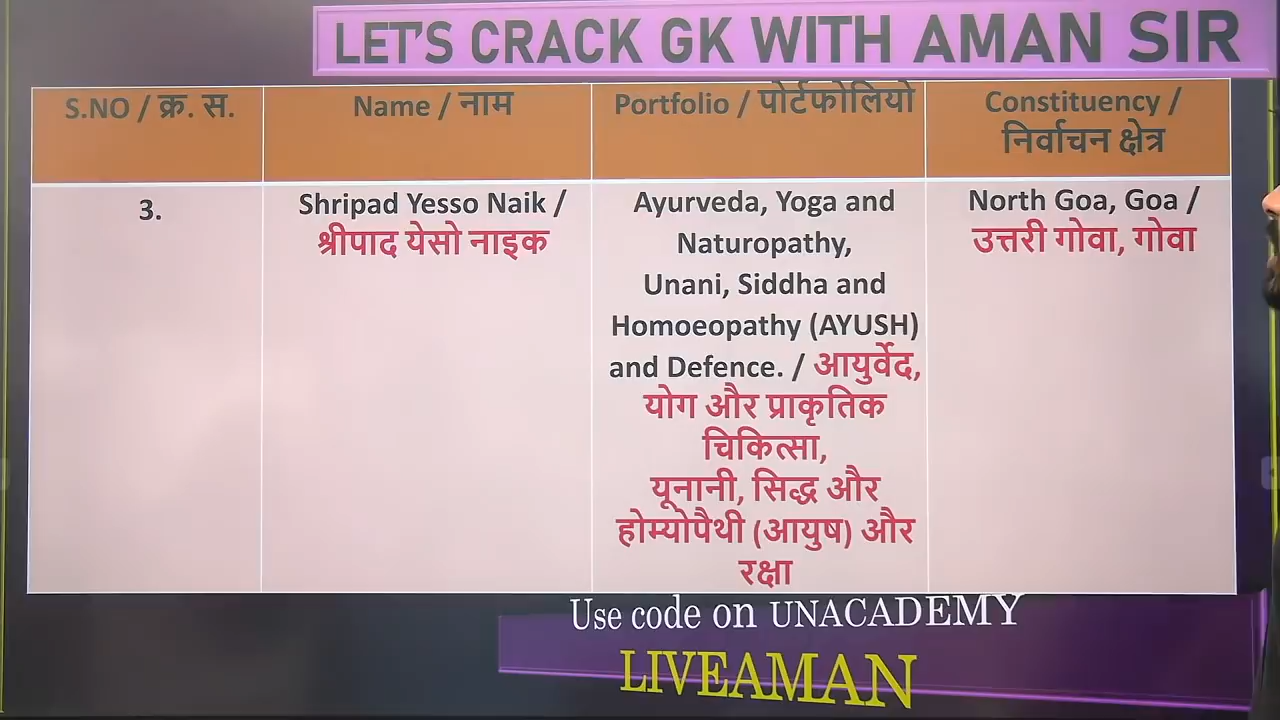 LET'S CRACK GK WITH AMAN SIR
S.NO / क्र. स.
Name / नाम
Portfolio / पोर्टफोलियो
Constituency /
निर्वाचन क्षेत्र
3.
Shripad Yesso Naik /
श्रीपाद येसो नाइक
Ayurveda, Yoga and
Naturopathy,
Unani, Siddha and
Homoeopathy (AYUSH)
and Defence. / आयुर्वेद,
योग और प्राकृतिक
चिकित्सा,
यूनानी, सिद्ध और
होम्योपैथी (आयुष) और
रक्षा
North Goa, Goa /
उत्तरी गोवा, गोवा
Use code on UNACADEMY
LIVEAMAN